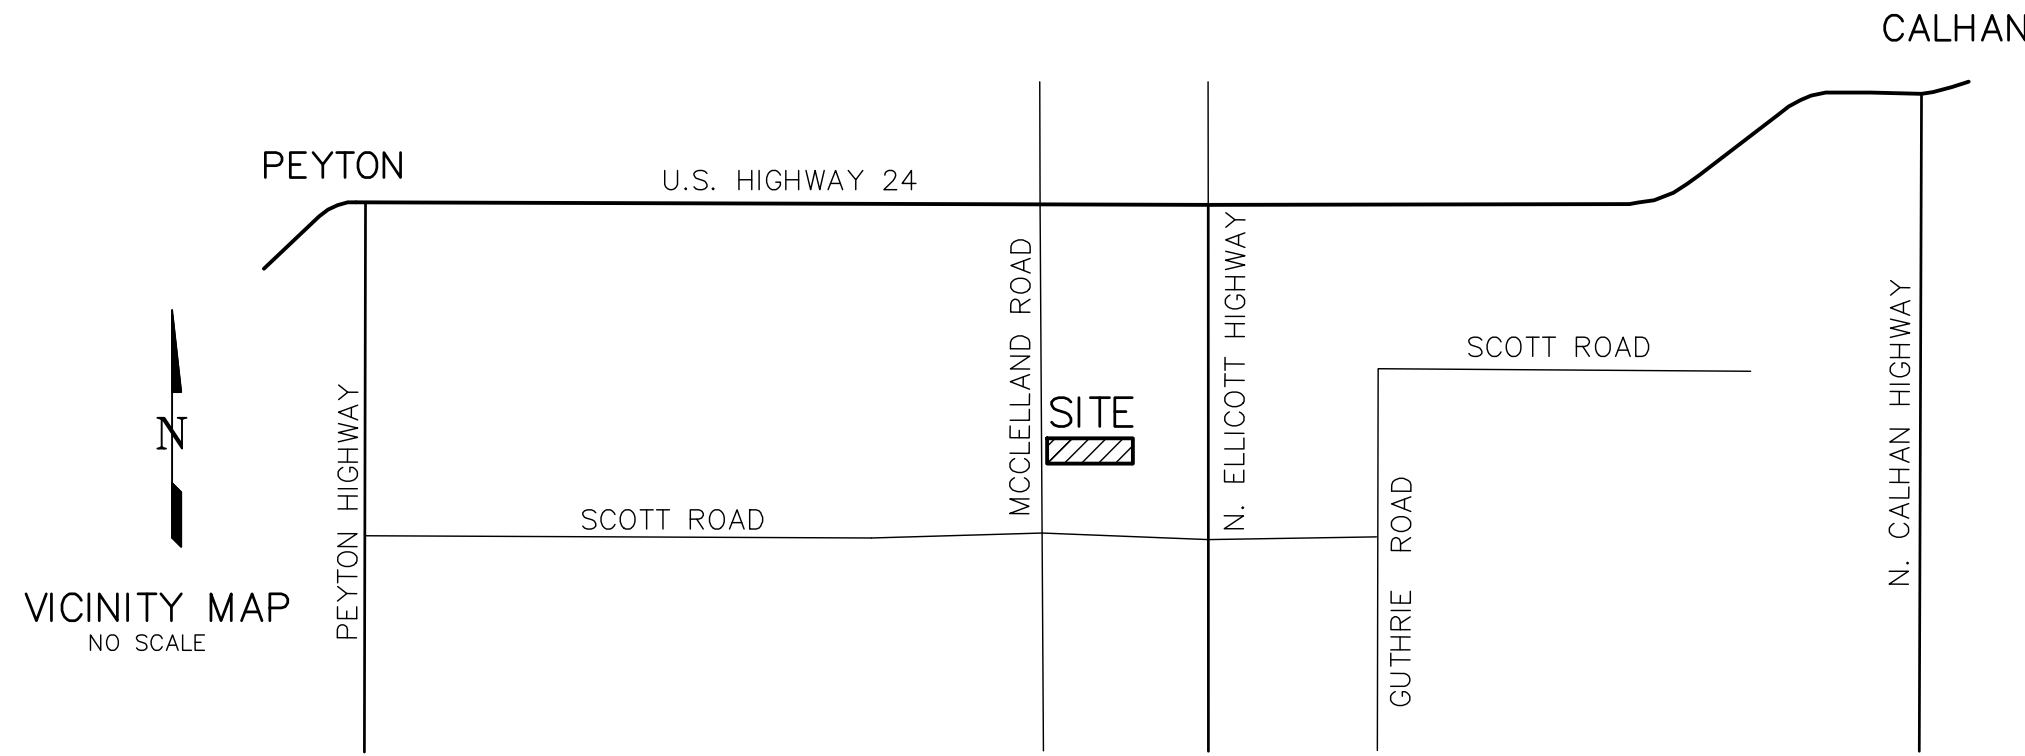 CALHAN
PEYTON
U.S. HIGHWAY 24
MCCLELLAND ROAD
N. ELLICOTT HIGHWAY
SCOTT ROAD
N. CALHAN HIGHWAY
SITE
N
PEYTON HIGHWAY
SCOTT ROAD
GUTHRIE ROAD
VICINITY MAP
NO SCALE